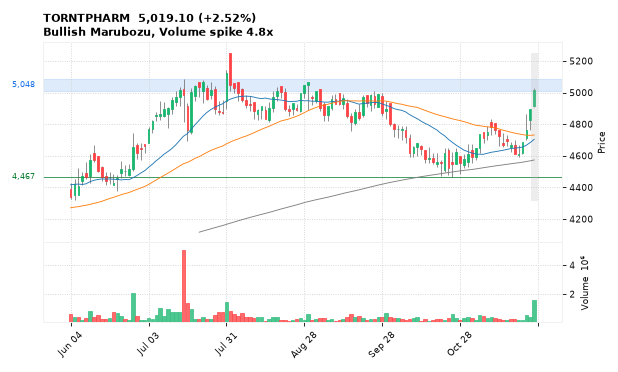 TORNTPHARM 5,019.10 (+2.52%)
Bullish Marubozu, Volume spike 4.8x
5200
5,048
5000
4800
Price
4600
4,467
4400
4200
4
Volume 10⁶
2
Jun 04
Jul 03
Jul 31
Aug 28
Sep 28
Oct 28